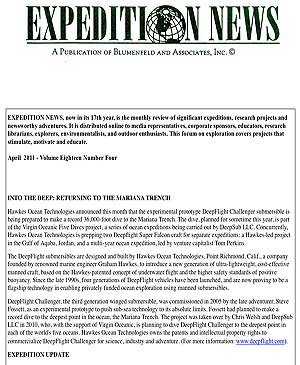 EXPEDITION NEWS
A PUBLICATION OF BLUMENFELD AND ASSOCIATES, INC. ©
EXPEDITION NEWS, now in its 17th year, is the monthly review of significant expeditions, research projects and
newsworthy adventures. It is distributed online to media representatives, corporate sponsors, educators, research
librarians, explorers, environmentalists, and outdoor enthusiasts. This forum on exploration covers projects that
stimulate, motivate and educate.
April 2011 - Volume Eighteen Number Four
INTO THE DEEP: RETURNING TO THE MARIANA TRENCH
Hawkes Ocean Technologies announced this month that the experimental prototype DeepFlight Challenger submersible is
being prepared to make a record 36,000-foot dive to the Mariana Trench. The dive, planned for sometime this year, is part
of the Virgin Oceanic Five Dives project, a series of ocean expeditions being carried out by DeepSub LLC. Concurrently,
Hawkes Ocean Technologies is prepping two Deepflight Super Falcon craft for separate expeditions: a Hawkes-led project
in the Gulf of Aqaba, Jordan, and a multi-year ocean expedition, led by venture capitalist Tom Perkins.
The DeepFlight submersibles are designed and built by Hawkes Ocean Technologies, Point Richmond, Calif., a company
founded by renowned marine engineer Graham Hawkes, to introduce a new generation of ultra-lightweight, cost-effective
manned craft, based on the Hawkes-patented concept of underwater flight and the higher safety standards of positive
buoyancy. Since the late 1990s, four generations of DeepFlight vehicles have been launched, and are now proving to be a
flagship technology in enabling privately funded ocean exploration using manned submersibles.
DeepFlight Challenger, the third generation winged submersible, was commissioned in 2005 by the late adventurer, Steve
Fossett, as an experimental prototype to push sub-sea technology to its absolute limits. Fossett had planned to make a
record dive to the deepest point in the ocean, the Mariana Trench. The project was taken over by Chris Welsh and DeepSub
LLC in 2010, who, with the support of Virgin Oceanic, is planning to dive DeepFlight Challenger to the deepest point in
each of the world's five oceans. Hawkes Ocean Technologies owns the patents and intellectual property rights to
commercialize DeepFlight Challenger for science, industry and adventure. (For more information: www.deepflight.com).
EXPEDITION UPDATE